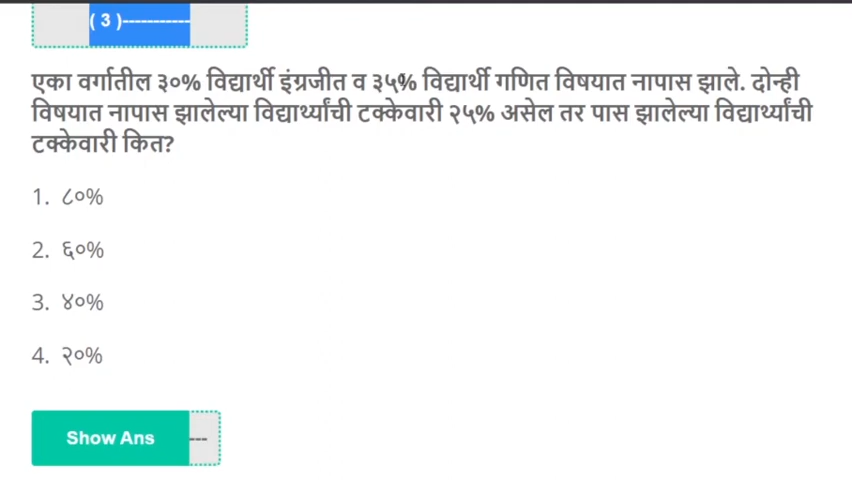 ( 3 )-----------
एका वर्गातील ३०% विद्यार्थी इंग्रजीत व ३५% विद्यार्थी गणित विषयात नापास झाले. दोन्ही
विषयात नापास झालेल्या विद्यार्थ्यांची टक्केवारी २५% असेल तर पास झालेल्या विद्यार्थ्यांची
टक्केवारी कित?
1. ८०%
2. ६०%
3. ४०%
4. २०%
Show Ans ---